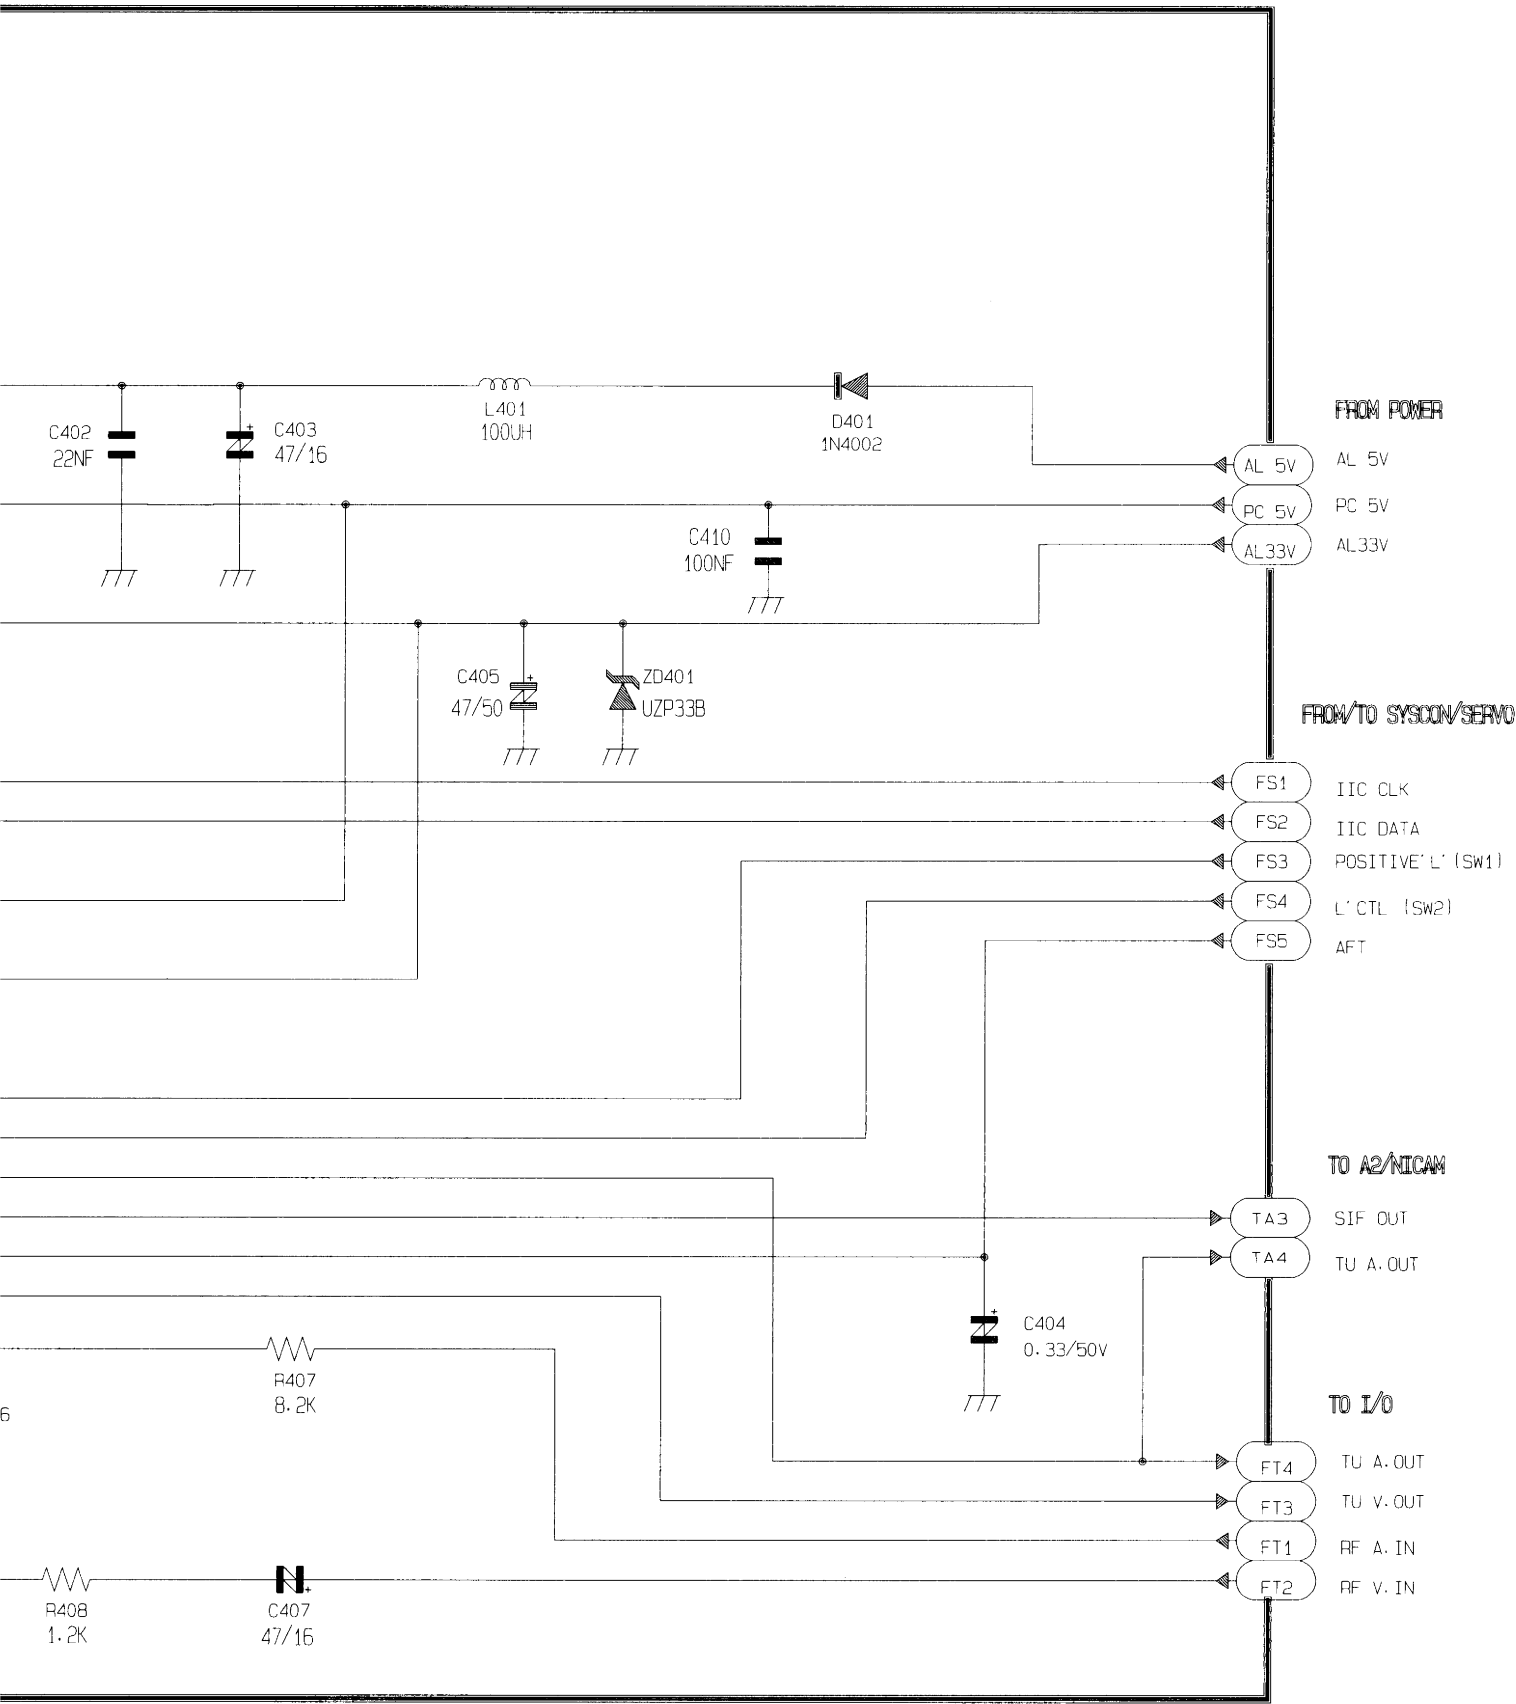 FROM POWER
C402
22NF
C403
47/16
L401
100UH
D401
1N4002
AL 5V
AL 5V
PC 5V
PC 5V
AL33V
AL33V
C410
100NF
C405
47/50
ZD401
UZP33B
FROM/TO SYSCON/SERVO
FS1
IIC CLK
FS2
IIC DATA
FS3
POSITIVE'L'(SW1)
FS4
L'CTL (SW2)
FS5
AFT
TO A2/NICAM
TA3
SIF OUT
TA4
TU A.OUT
C404
0.33/50V
R407
8.2K
6
TO I/O
FT4
TU A.OUT
FT3
TU V.OUT
FT1
RF A.IN
FT2
RF V.IN
R408
1.2K
C407
47/16